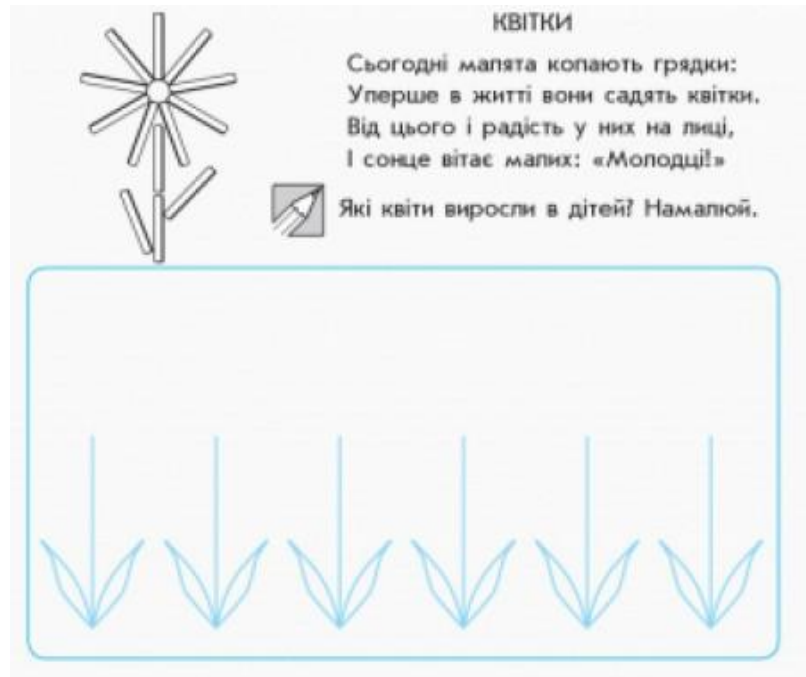 КВІТКИ
Сьогодні малята копають грядки:
Уперше в житті вони садять квітки.
Від цього і радість у них на лиці,
І сонце вітає малих: «Молодці!»
Які квіти виросли в дітей? Намалюй.